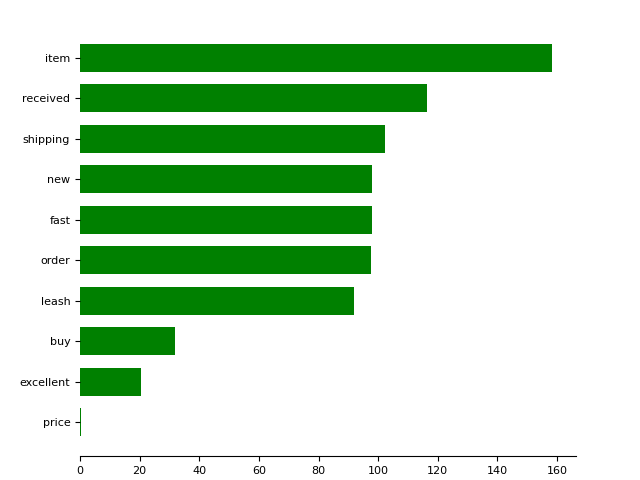 item
received
shipping
new
fast
order
leash
buy
excellent
price
0 20 40 60 80 100 120 140 160